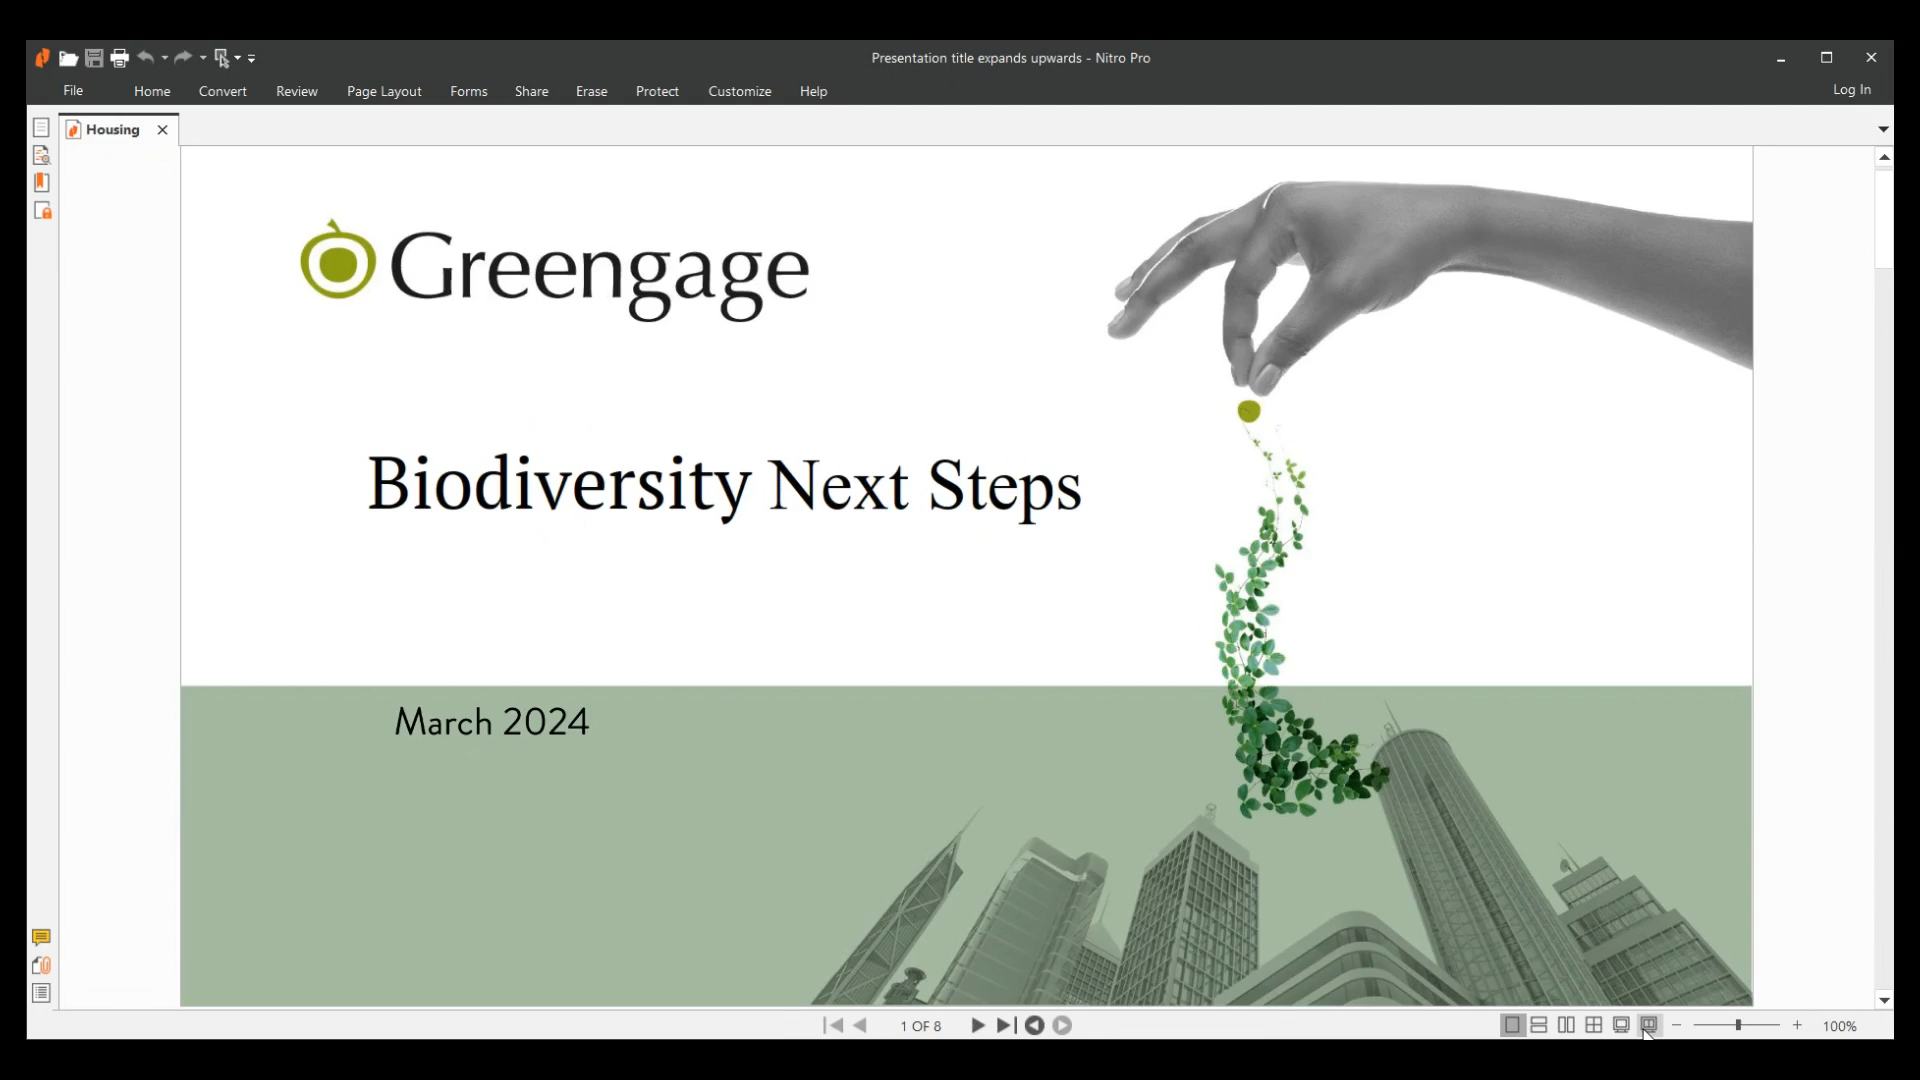 Presentation title expands upwards - Nitro Pro
File Home Convert Review Page Layout Forms Share Erase Protect Customize Help Log In
Housing
Greengage
Biodiversity Next Steps
March 2024
1 OF 8
100%